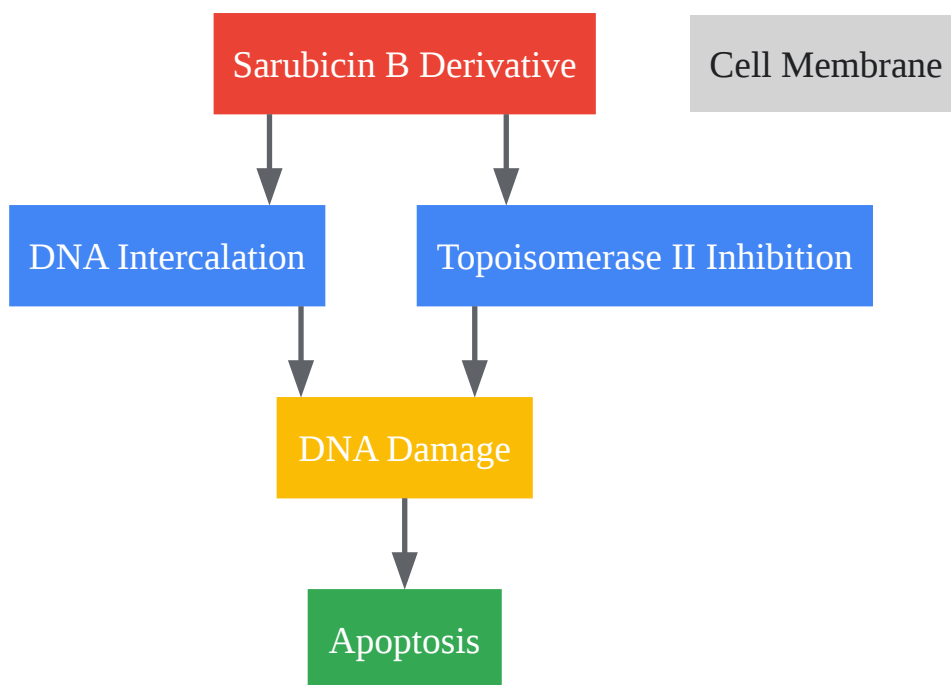 Sarubicin B Derivative
Cell Membrane
DNA Intercalation
Topoisomerase II Inhibition
DNA Damage
Apoptosis